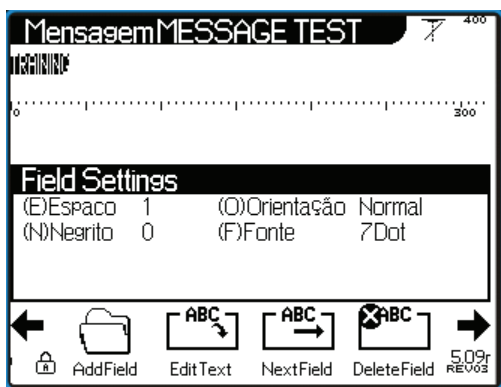 Mensagem MESSAGE TEST
400
TRAINING
0 300
Field Settings
(E)Espaco 1 (O)Orientação Normal
(N)Negrito 0 (F)Fonte 7Dot
ABC ABC ABC
AddField EditText NextField DeleteField 5.09r
REV03